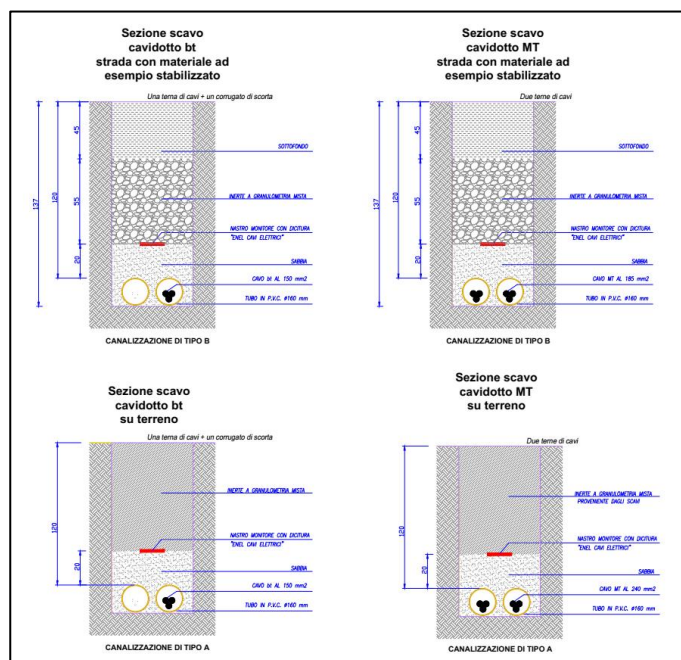 Sezione scavo
cavidotto bt
strada con materiale ad
esempio stabilizzato
Una terna di cavi + un corrugato di scorta
137
120
45
55
20
SOTTOFONDO
INERTE A GRANULOMETRIA MISTA
NASTRO MONITORE CON DICITURA
"ENEL CAVI ELETTRICI"
SABBIA
CAVO bt AL 150 mm2
TUBO IN P.V.C. ø160 mm
CANALIZZAZIONE DI TIPO B
Sezione scavo
cavidotto MT
strada con materiale ad
esempio stabilizzato
Due terne di cavi
137
120
45
55
20
SOTTOFONDO
INERTE A GRANULOMETRIA MISTA
NASTRO MONITORE CON DICITURA
"ENEL CAVI ELETTRICI"
SABBIA
CAVO MT AL 185 mm2
TUBO IN P.V.C. ø160 mm
CANALIZZAZIONE DI TIPO B
Sezione scavo
cavidotto bt
su terreno
Una terna di cavi + un corrugato di scorta
120
20
INERTE A GRANULOMETRIA MISTA
NASTRO MONITORE CON DICITURA
"ENEL CAVI ELETTRICI"
SABBIA
CAVO bt AL 150 mm2
TUBO IN P.V.C. ø160 mm
CANALIZZAZIONE DI TIPO A
Sezione scavo
cavidotto MT
su terreno
Due terne di cavi
120
20
INERTE A GRANULOMETRIA MISTA
PROVENIENTE DAGLI SCAVI
NASTRO MONITORE CON DICITURA
"ENEL CAVI ELETTRICI"
SABBIA
CAVO MT AL 240 mm2
TUBO IN P.V.C. ø160 mm
CANALIZZAZIONE DI TIPO A